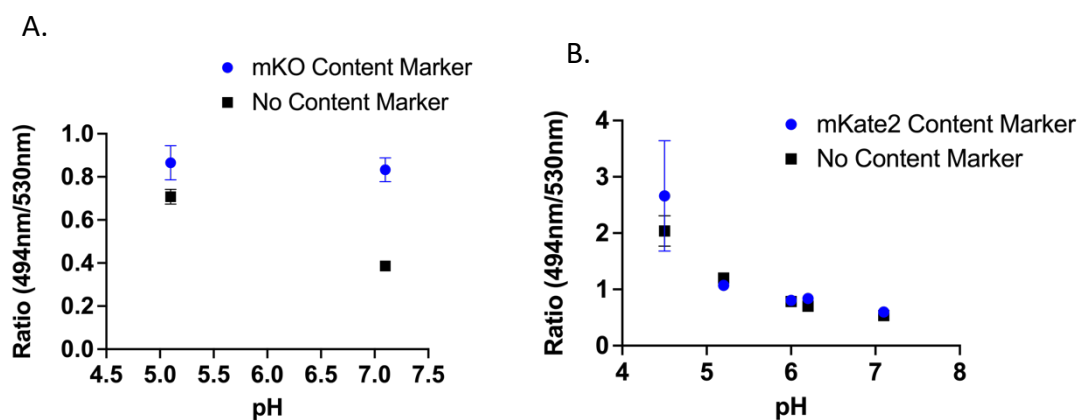 A.
mKO Content Marker
No Content Marker
Ratio (494nm/530nm)
1.0
0.8
0.6
0.4
0.2
0.0
4.5 5.0 5.5 6.0 6.5 7.0 7.5
pH
B.
mKate2 Content Marker
No Content Marker
Ratio (494nm/530nm)
4
3
2
1
0
4 5 6 7 8
pH